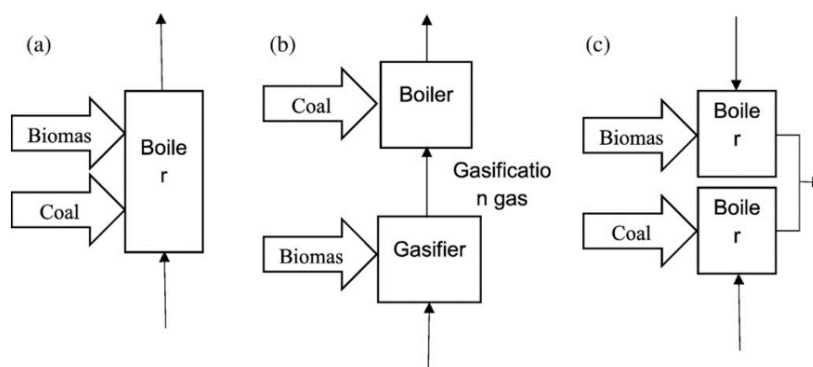 (a)
Biomas
Coal
Boile
r
(b)
Coal
Boiler
Gasificatio
n gas
Biomas
Gasifier
(c)
Biomas
Boile
r
Coal
Boile
r